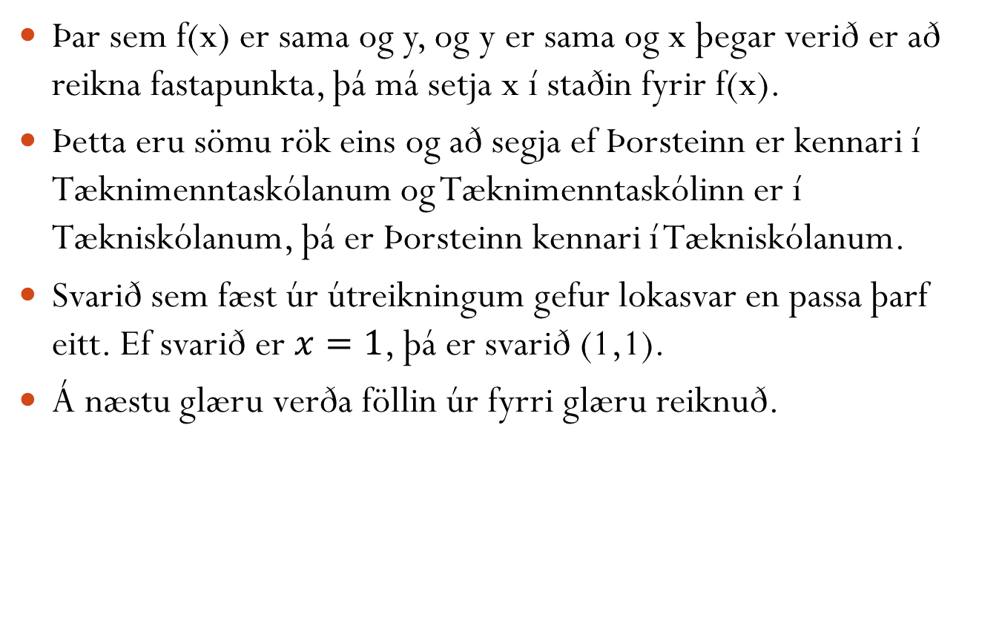 • Þar sem f(x) er sama og y, og y er sama og x þegar verið er að
reikna fastapunkta, þá má setja x í staðin fyrir f(x).
• Þetta eru sömu rök eins og að segja ef Þorsteinn er kennari í
Tæknimenntaskólanum og Tæknimenntaskólinn er í
Tækniskólanum, þá er Þorsteinn kennari í Tækniskólanum.
• Svarið sem fæst úr útreikningum gefur lokasvar en passa þarf
eitt. Ef svarið er x = 1, þá er svarið (1,1).
• Á næstu glæru verða föllin úr fyrri glæru reiknuð.